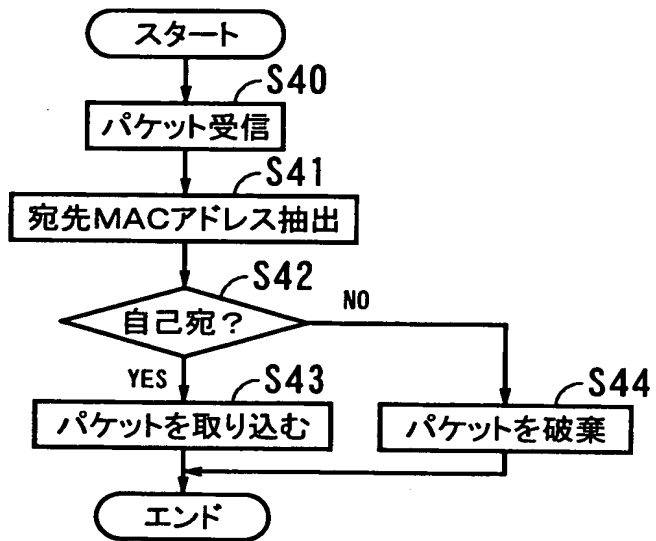 スタート
S40
パケット受信
S41
宛先MACアドレス抽出
S42
自己宛?
NO
YES
S43
パケットを取り込む
S44
パケットを破棄
エンド